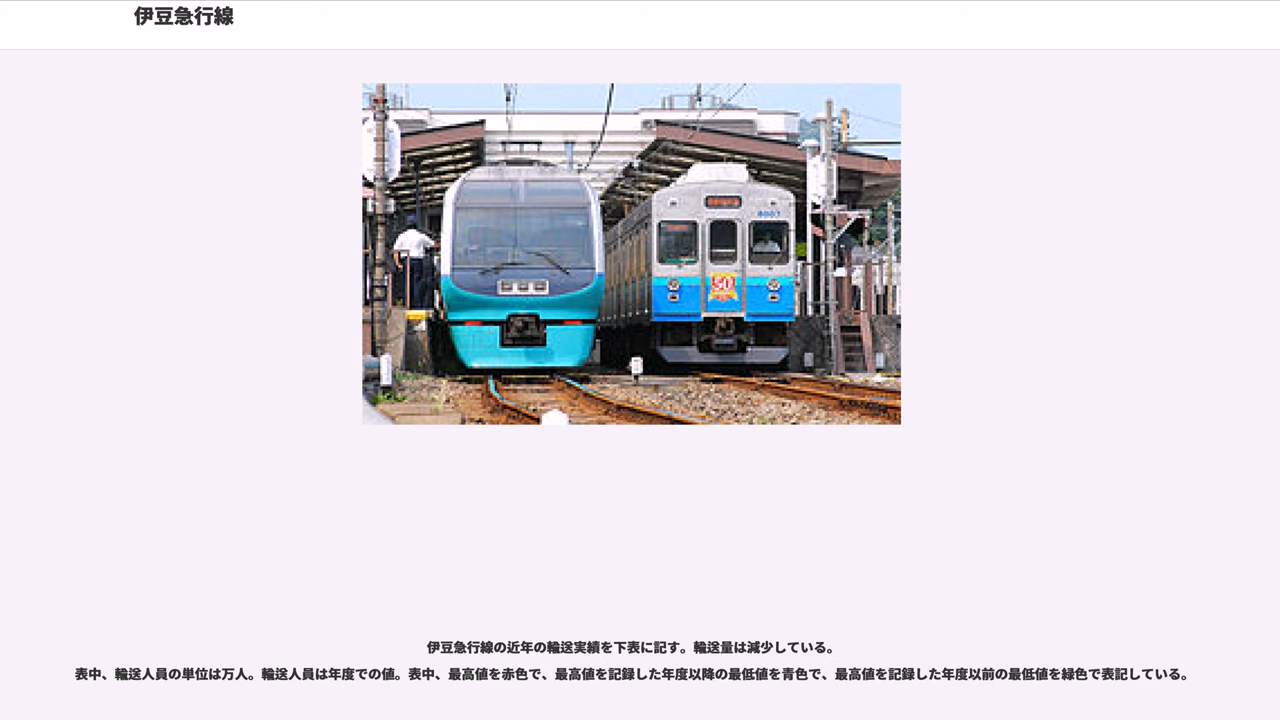 伊豆急行線
50
伊豆急行線の近年の輸送実績を下表に記す。輸送量は減少している。
表中、輸送人員の単位は万人。輸送人員は年度での値。表中、最高値を赤色で、最高値を記録した年度以降の最低値を青色で、最高値を記録した年度以前の最低値を緑色で表記している。